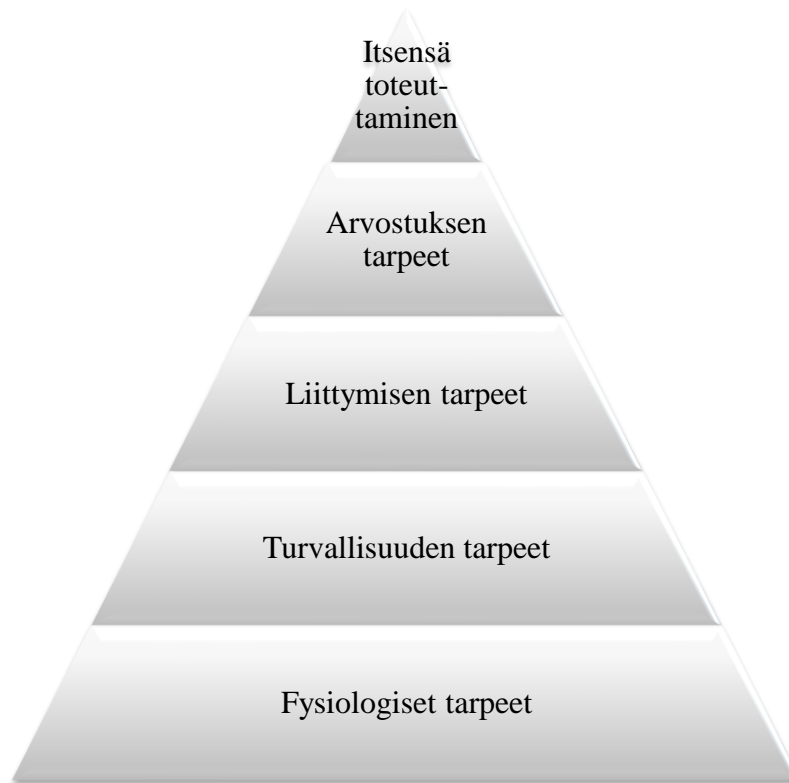 Itsensä
toteut-
taminen
Arvostuksen
tarpeet
Liittymisen tarpeet
Turvallisuuden tarpeet
Fysiologiset tarpeet